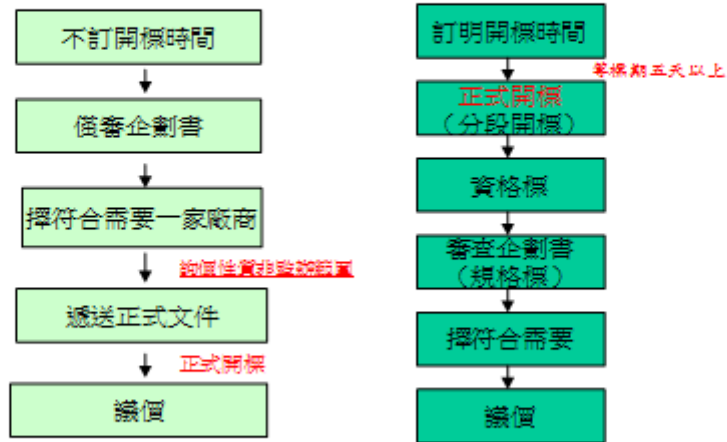 不訂開標時間
僅審企劃書
擇符合需要一家廠商
遞送正式文件
正式開標
議價
訂明開標時間
等標期五天以上
正式開標
（分段開標）
資格標
審查企劃書
（規格標）
擇符合需要
議價